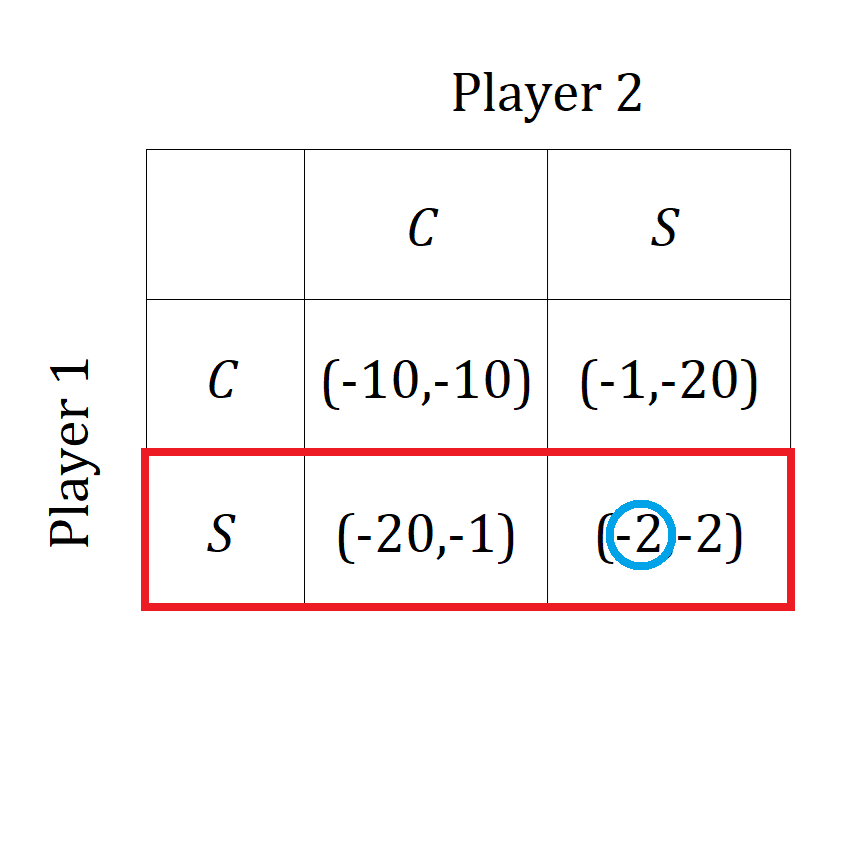 Player 2
C S
Player 1
C (-10,-10) (-1,-20)
S (-20,-1) (-2 -2)